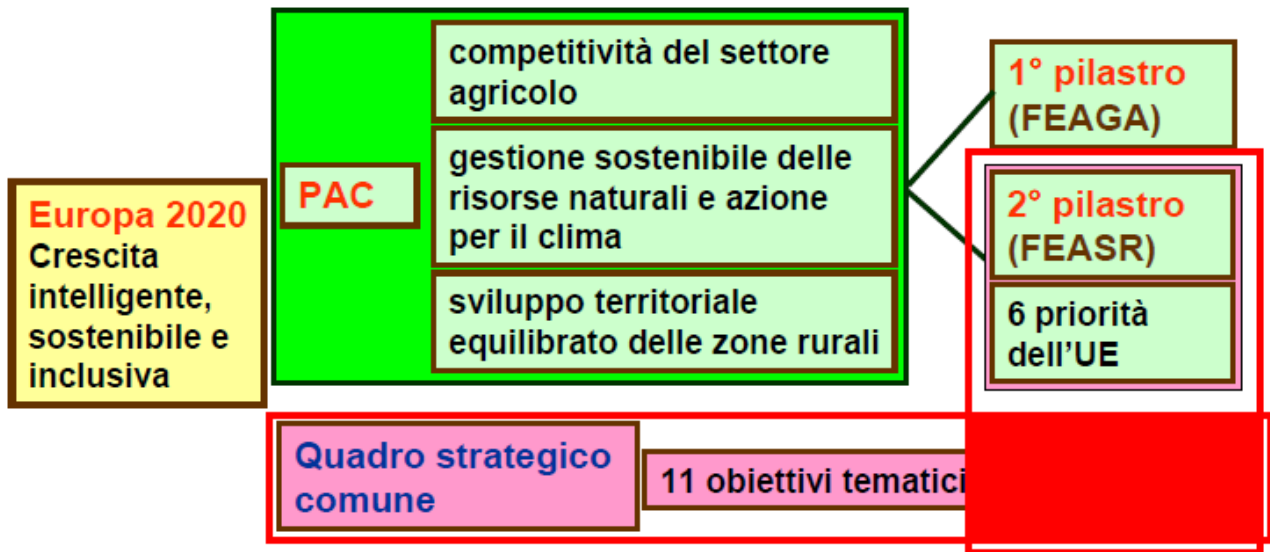 Europa 2020
Crescita
intelligente,
sostenibile e
inclusiva
PAC
competitività del settore
agricolo
gestione sostenibile delle
risorse naturali e azione
per il clima
sviluppo territoriale
equilibrato delle zone rurali
1° pilastro
(FEAGA)
2° pilastro
(FEASR)
6 priorità
dell'UE
Quadro strategico
comune
11 obiettivi tematici